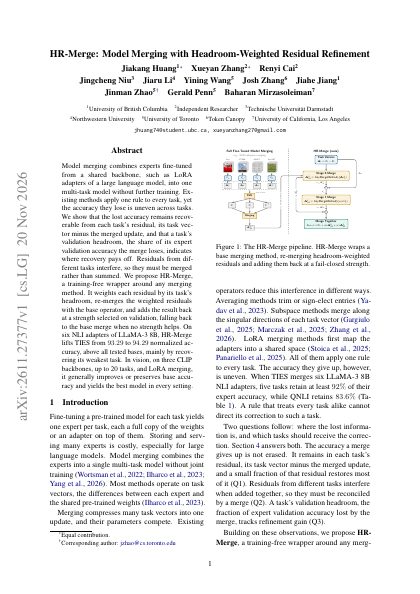 HR-Merge: Model Merging with Headroom-Weighted Residual Refinement
Jiakang Huang¹* Xueyan Zhang²* Renyi Cai²
Jingcheng Niu³ Jiaru Li⁴ Yining Wang⁵ Josh Zhang⁶ Jiahe Jiang¹
Jinman Zhao⁵† Gerald Penn⁵ Baharan Mirzasoleiman⁷
¹University of British Columbia ²Independent Researcher ³Technische Universität Darmstadt
⁴Northwestern University ⁵University of Toronto ⁶Token Canopy ⁷University of California, Los Angeles
jhuang74@student.ubc.ca, xueyanzhang27@gmail.com
arXiv:2611.27377v1 [cs.LG] 20 Nov 2026
Abstract
Model merging combines experts fine-tuned
from a shared backbone, such as LoRA
adapters of a large language model, into one
multi-task model without further training. Ex-
isting methods apply one rule to every task, yet
the accuracy they lose is uneven across tasks.
We show that the lost accuracy remains recov-
erable from each task's residual, its task vec-
tor minus the merged update, and that a task's
validation headroom, the share of its expert
validation accuracy the merge loses, indicates
where recovery pays off. Residuals from dif-
ferent tasks interfere, so they must be merged
rather than summed. We propose HR-Merge,
a training-free wrapper around any merging
method. It weights each residual by its task's
headroom, re-merges the weighted residuals
with the base operator, and adds the result back
at a strength selected on validation, falling back
to the base merge when no strength helps. On
six NLI adapters of LLaMA-3 8B, HR-Merge
lifts TIES from 93.29 to 94.29 normalized ac-
curacy, above all tested bases, mainly by recov-
ering its weakest task. In vision, on three CLIP
backbones, up to 20 tasks, and LoRA merging,
it generally improves or preserves base accu-
racy and yields the best model in every setting.
1 Introduction
Fine-tuning a pre-trained model for each task yields
one expert per task, each a full copy of the weights
or an adapter on top of them. Storing and serv-
ing many experts is costly, especially for large
language models. Model merging combines the
experts into a single multi-task model without joint
training (Wortsman et al., 2022; Ilharco et al., 2023;
Yang et al., 2026). Most methods operate on task
vectors, the differences between each expert and
the shared pre-trained weights (Ilharco et al., 2023).
Merging compresses many task vectors into one
update, and their parameters compete. Existing
*Equal contribution.
†Corresponding author: jzhao@cs.toronto.edu
Figure 1: The HR-Merge pipeline. HR-Merge wraps a
base merging method, re-merging headroom-weighted
residuals and adding them back at a fail-closed strength.
operators reduce this interference in different ways.
Averaging methods trim or sign-elect entries (Ya-
dav et al., 2023). Subspace methods merge along
the singular directions of each task vector (Gargiulo
et al., 2025; Marczak et al., 2025; Zhang et al.,
2026). LoRA merging methods first map the
adapters into a shared space (Stoica et al., 2025;
Panariello et al., 2025). All of them apply one rule
to every task. The accuracy they give up, however,
is uneven. When TIES merges six LLaMA-3 8B
NLI adapters, five tasks retain at least 92% of their
expert accuracy, while QNLI retains 83.6% (Ta-
ble 1). A rule that treats every task alike cannot
direct its correction to such a task.
Two questions follow: where the lost informa-
tion is, and which tasks should receive the correc-
tion. Section 4 answers both. The accuracy a merge
gives up is not erased. It remains in each task's
residual, its task vector minus the merged update,
and a small fraction of that residual restores most
of it (Q1). Residuals from different tasks interfere
when added together, so they must be reconciled
by a merge (Q2). A task's validation headroom, the
fraction of expert validation accuracy lost by the
merge, tracks refinement gain (Q3).
Building on these observations, we propose HR-
Merge, a training-free wrapper around any merg-
1